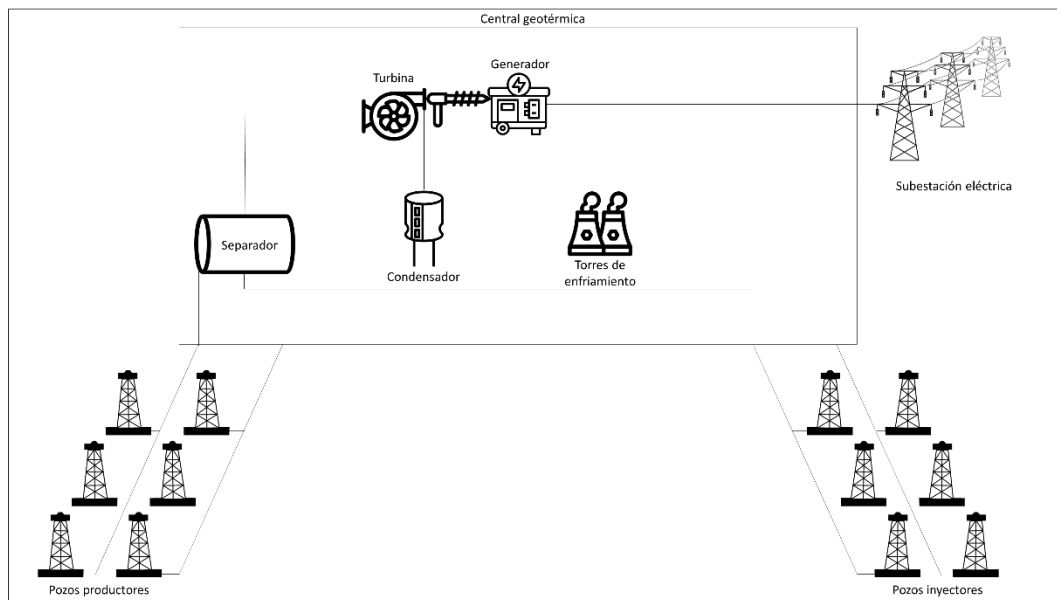 Central geotérmica
Generador
Turbina
Subestación eléctrica
Separador
Condensador
Torres de
enfriamiento
Pozos productores
Pozos inyectores